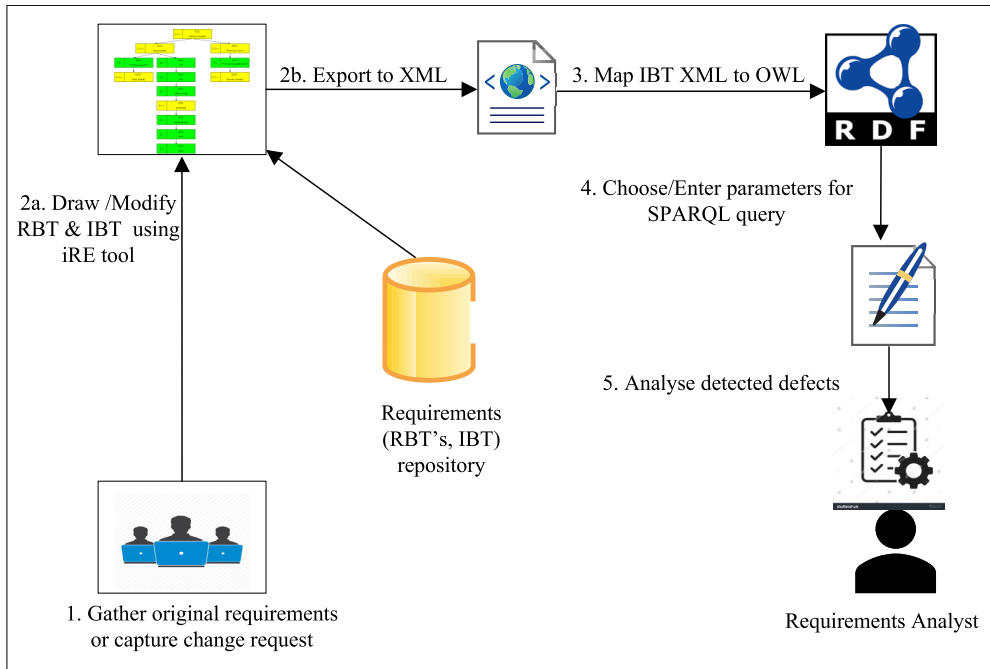 2b. Export to XML
3. Map IBT XML to OWL
R D F
2a. Draw /Modify
RBT & IBT using
iRE tool
4. Choose/Enter parameters for
SPARQL query
5. Analyse detected defects
Requirements
(RBT's, IBT)
repository
1. Gather original requirements
or capture change request
Requirements Analyst